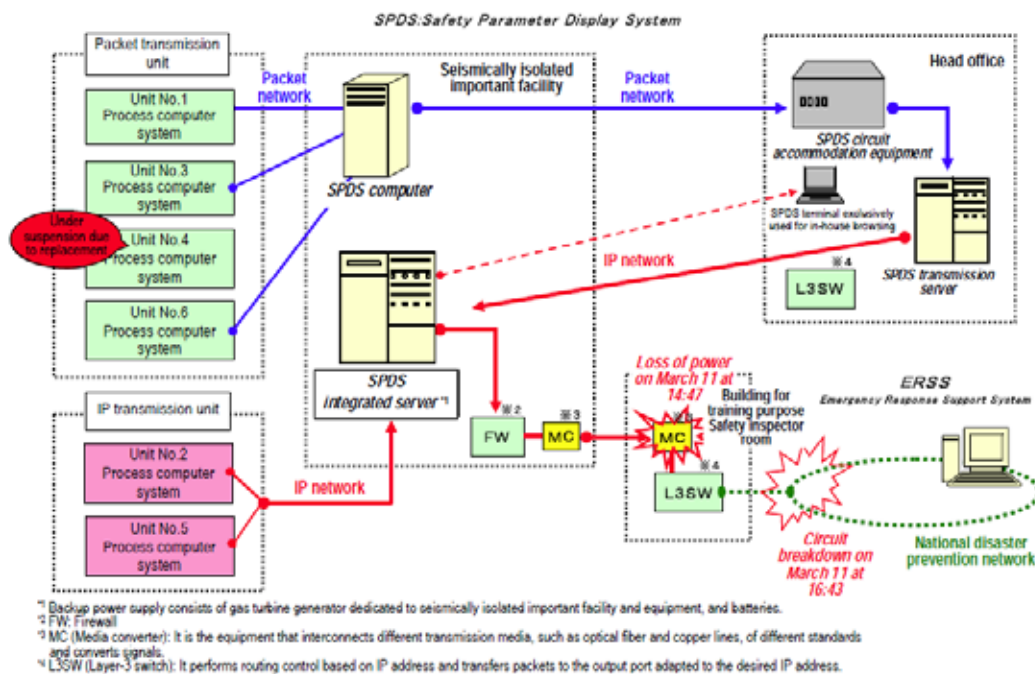 SPDS:Safety Parameter Display System
Packet transmission
unit
Unit No.1
Process computer
system
Unit No.3
Process computer
system
Under
suspension due
to replacement
Unit No.4
Process computer
system
Unit No.6
Process computer
system
Packet
network
Seismically isolated
important facility
SPDS computer
Packet
network
Head office
SPDS circuit
accommodation equipment
SPDS terminal exclusively
used for in-house browsing
IP network
※4
L3SW
SPDS transmission
server
SPDS
integrated server*1
※2
FW
※3
MC
IP transmission unit
Unit No.2
Process computer
system
Unit No.5
Process computer
system
IP network
Loss of power
on March 11 at
14:47
Building for
training purpose
Safety inspector
room
MC
※4
L3SW
ERSS
Emergency Response Support System
Circuit
breakdown on
March 11 at
16:43
National disaster
prevention network
*1 Backup power supply consists of gas turbine generator dedicated to seismically isolated important facility and equipment, and batteries.
*2 FW: Firewall
*3 MC (Media converter): It is the equipment that interconnects different transmission media, such as optical fiber and copper lines, of different standards
and converts signals.
*4 L3SW (Layer-3 switch): It performs routing control based on IP address and transfers packets to the output port adapted to the desired IP address.